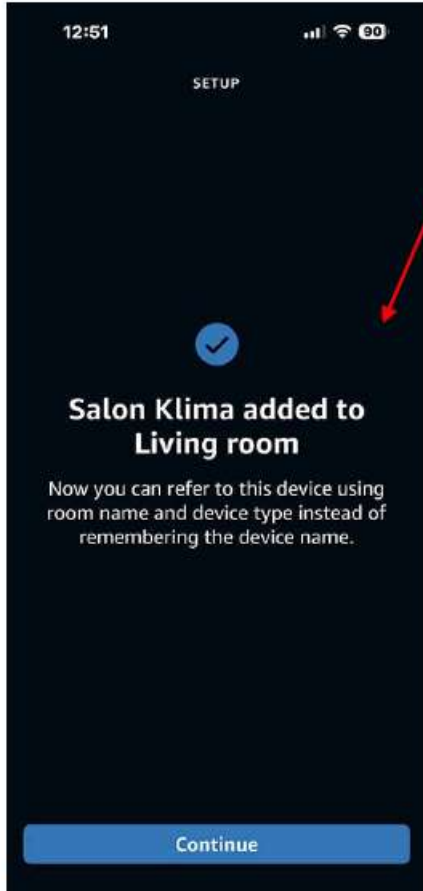 12:51
90
SETUP
Salon Klima added to
Living room
Now you can refer to this device using
room name and device type instead of
remembering the device name.
Continue